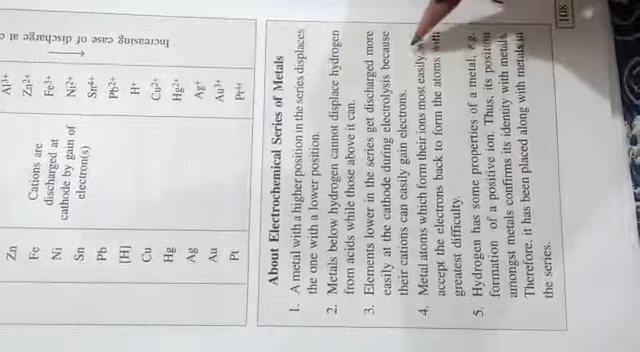 Zn
Fe
Ni
Sn
Pb
[H]
Cu
Hg
Ag
Au
Pt
Cations are
discharged at
cathode by gain of
electron(s)
Al³⁺
Zn²⁺
Fe³⁺
Ni²⁺
Sn⁴⁺
Pb²⁺
H⁺
Cu²⁺
Hg²⁺
Ag⁺
Au³⁺
Pt⁴⁺
Increasing ease of discharge at
About Electrochemical Series of Metals
1. A metal with a higher position in the series displaces
the one with a lower position.
2. Metals below hydrogen cannot displace hydrogen
from acids while those above it can.
3. Elements lower in the series get discharged more
easily at the cathode during electrolysis because
their cations can easily gain electrons.
4. Metal atoms which form their ions most easily
accept the electrons back to form the atoms with
greatest difficulty.
5. Hydrogen has some properties of a metal, e.g.
formation of a positive ion. Thus, its position
amongst metals confirms its identity with metals.
Therefore, it has been placed along with metals in
the series.
108